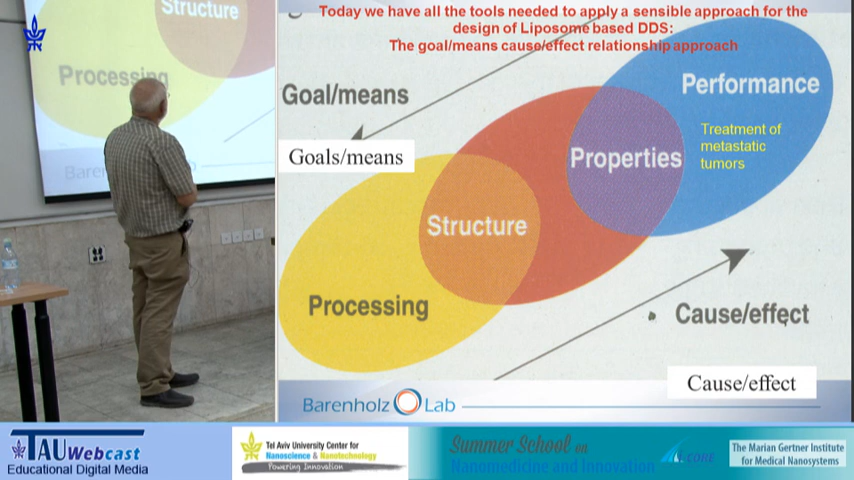 Structure
Processing
Baren
Today we have all the tools needed to apply a sensible approach for the
design of Liposome based DDS:
The goal/means cause/effect relationship approach
Goal/means
Goals/means
Performance
Treatment of
metastatic
tumors
Properties
Structure
Processing
Cause/effect
Cause/effect
Barenholz Lab
TAU Webcast
Educational Digital Media
Tel Aviv University Center for
Nanoscience & Nanotechnology
Powering Innovation
Summer School on
Nanomedicine and Innovation
I-CORE
The Marian Gertner Institute
for Medical Nanosystems